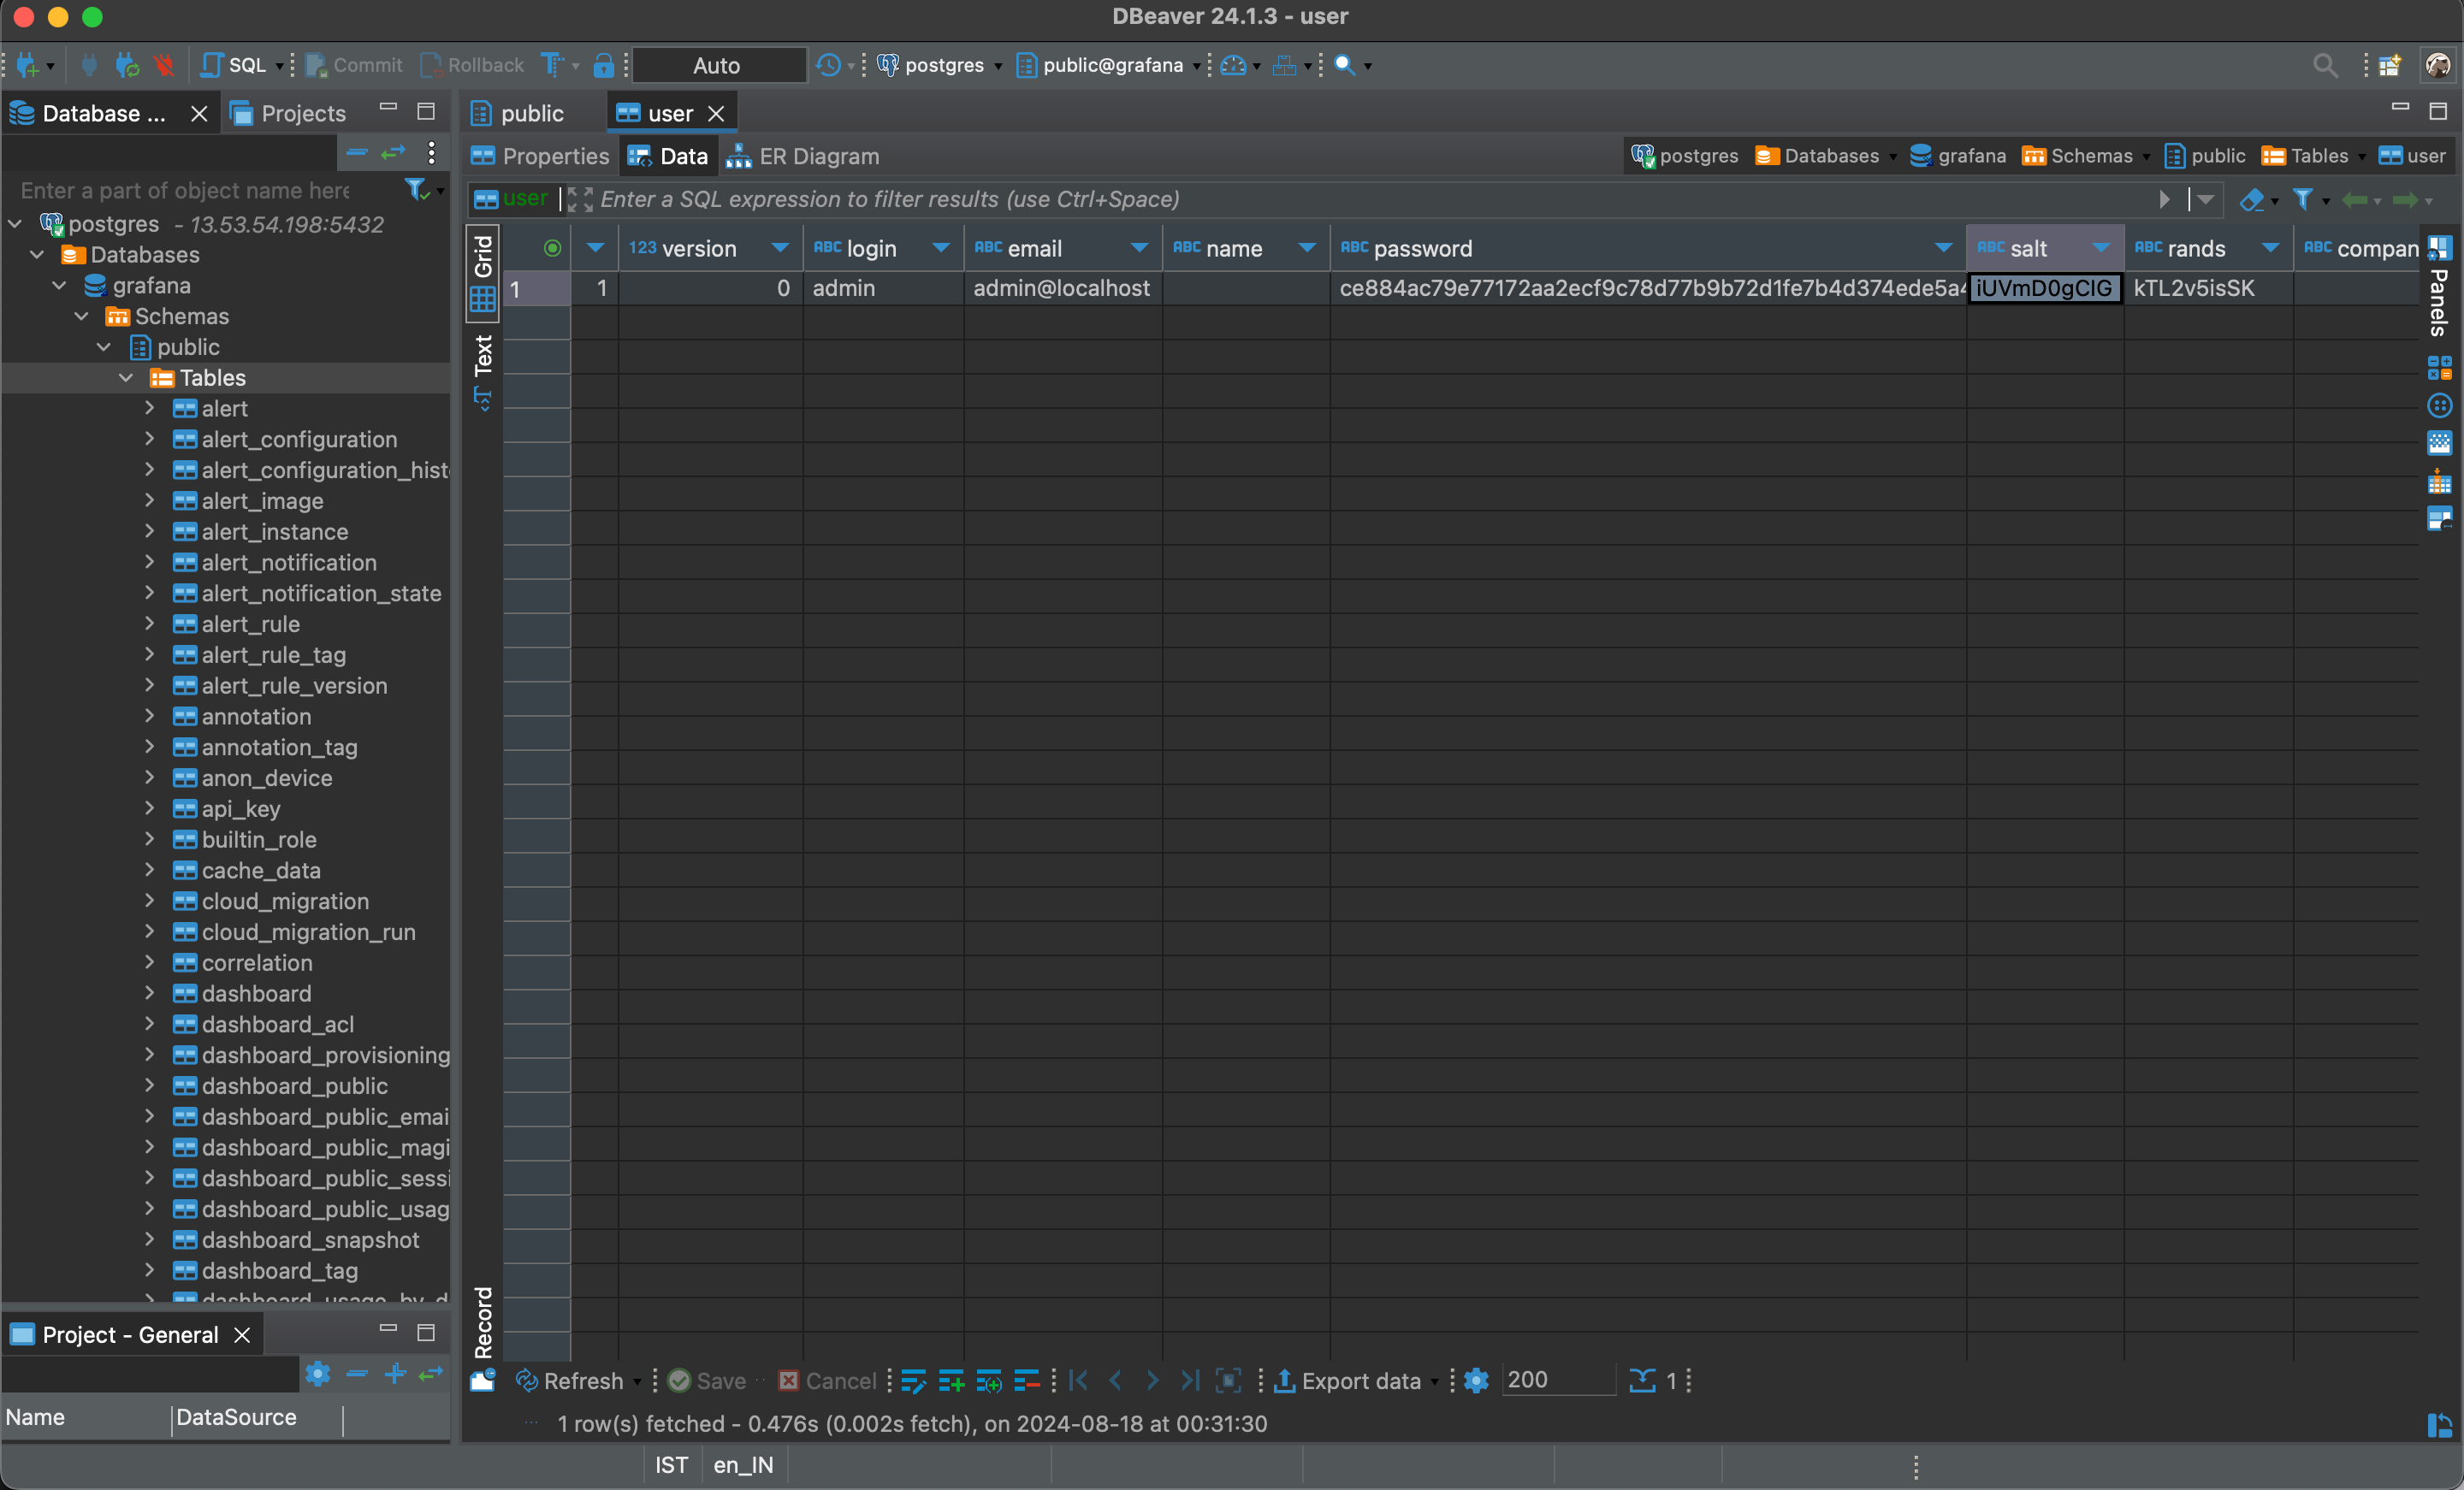 DBeaver 24.1.3 - user
SQL Commit Rollback Auto postgres public@grafana
Database ... Projects
public user
Properties Data ER Diagram postgres Databases grafana Schemas public Tables user
Enter a part of object name here
user Enter a SQL expression to filter results (use Ctrl+Space)
postgres - 13.53.54.198:5432
Databases
grafana
Schemas
public
Tables
alert
alert_configuration
alert_configuration_hist
alert_image
alert_instance
alert_notification
alert_notification_state
alert_rule
alert_rule_tag
alert_rule_version
annotation
annotation_tag
anon_device
api_key
builtin_role
cache_data
cloud_migration
cloud_migration_run
correlation
dashboard
dashboard_acl
dashboard_provisioning
dashboard_public
dashboard_public_emai
dashboard_public_magi
dashboard_public_sessi
dashboard_public_usag
dashboard_snapshot
dashboard_tag
dashboard_usage_by_d
Grid
Text
Record
123 version ABC login ABC email ABC name ABC password ABC salt ABC rands ABC compan
1 1 0 admin admin@localhost ce884ac79e77172aa2ecf9c78d77b9b72d1fe7b4d374ede5a4 iUVmD0gCIG kTL2v5isSK
Panels
Project - General
Name DataSource
Refresh Save Cancel Export data 200 1
1 row(s) fetched - 0.476s (0.002s fetch), on 2024-08-18 at 00:31:30
IST en_IN